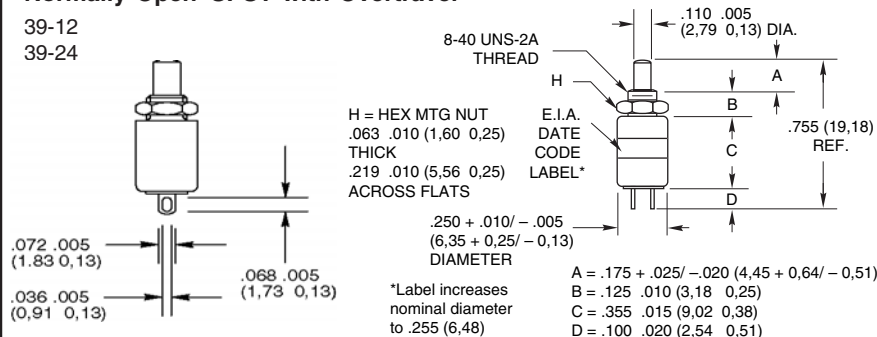 39-12
39-24
8-40 UNS-2A
THREAD
H
.110 .005
(2,79 0,13) DIA.
A
B
C
D
.755 (19,18)
REF.
H = HEX MTG NUT
.063 .010 (1,60 0,25)
THICK
.219 .010 (5,56 0,25)
ACROSS FLATS
E.I.A.
DATE
CODE
LABEL*
.072 .005
(1.83 0,13)
.036 .005
(0,91 0,13)
.068 .005
(1,73 0,13)
.250 + .010/ – .005
(6,35 + 0,25/ – 0,13)
DIAMETER
*Label increases
nominal diameter
to .255 (6,48)
A = .175 + .025/ –.020 (4,45 + 0,64/ – 0,51)
B = .125 .010 (3,18 0,25)
C = .355 .015 (9,02 0,38)
D = .100 .020 (2,54 0,51)